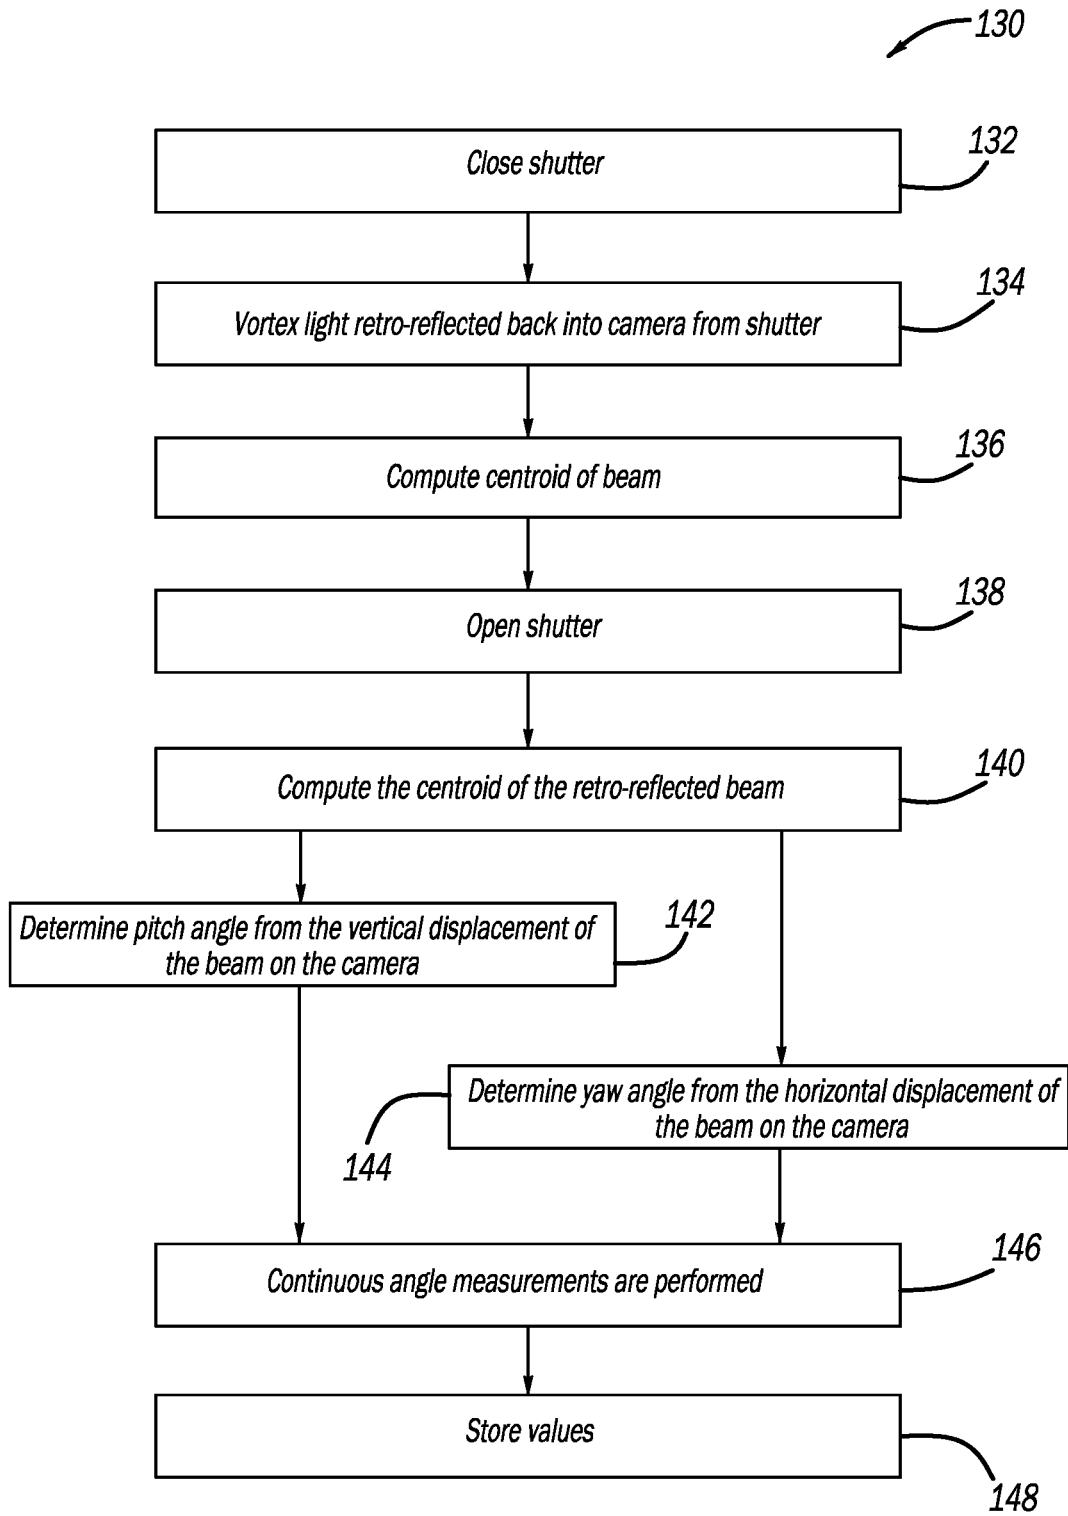 130
Close shutter
132
Vortex light retro-reflected back into camera from shutter
134
Compute centroid of beam
136
Open shutter
138
Compute the centroid of the retro-reflected beam
140
Determine pitch angle from the vertical displacement of
the beam on the camera
142
Determine yaw angle from the horizontal displacement of
the beam on the camera
144
Continuous angle measurements are performed
146
Store values
148